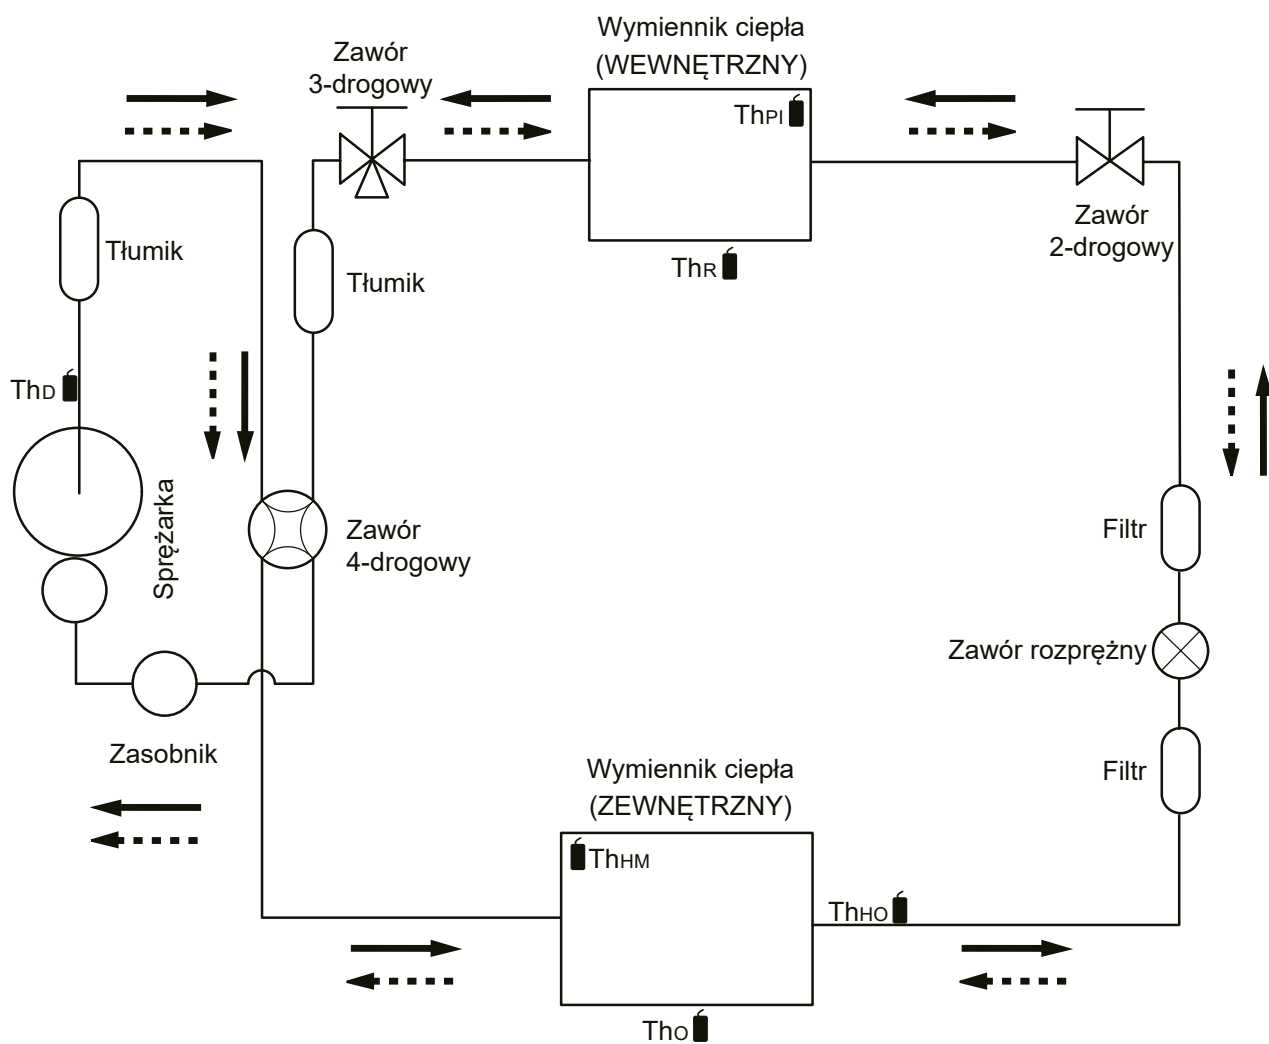 Wymiennik ciepła
(WEWNĘTRZNY)
Zawór
3-drogowy
ThPI
Zawór
2-drogowy
Tłumik
Tłumik
ThR
ThD
Sprężarka
Zawór
4-drogowy
Filtr
Zawór rozprężny
Zasobnik
Filtr
Wymiennik ciepła
(ZEWNĘTRZNY)
ThHM
ThHO
ThO